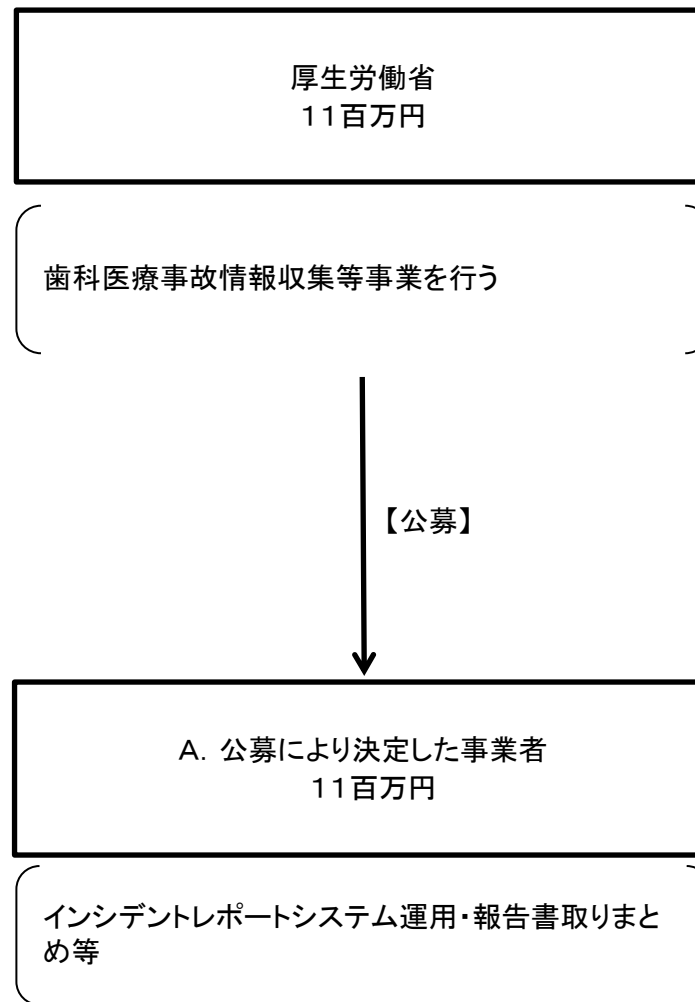 厚生労働省
11百万円
歯科医療事故情報収集等事業を行う
【公募】
A. 公募により決定した事業者
11百万円
インシデントレポートシステム運用・報告書取りまと
め等